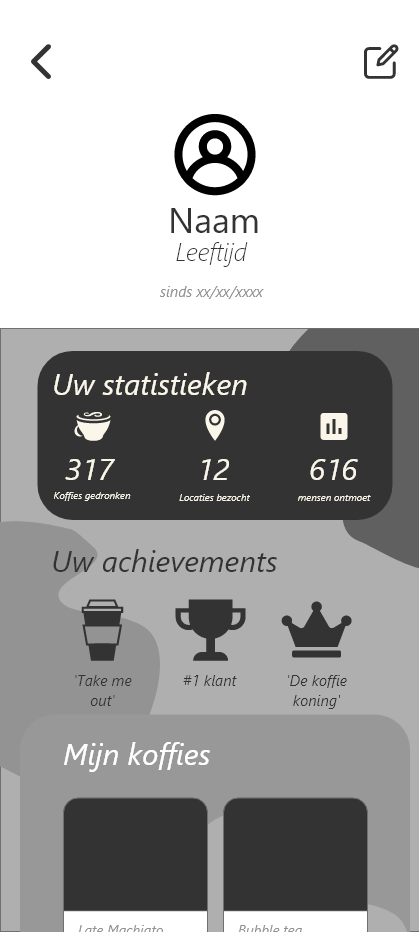 Naam
Leeftijd
sinds xx/xx/xxxx
Uw statistieken
317 12 616
Koffies gedronken Locaties bezocht mensen ontmoet
Uw achievements
'Take me out' #1 klant 'De koffie koning'
Mijn koffies
Late Machiato Bubble tea